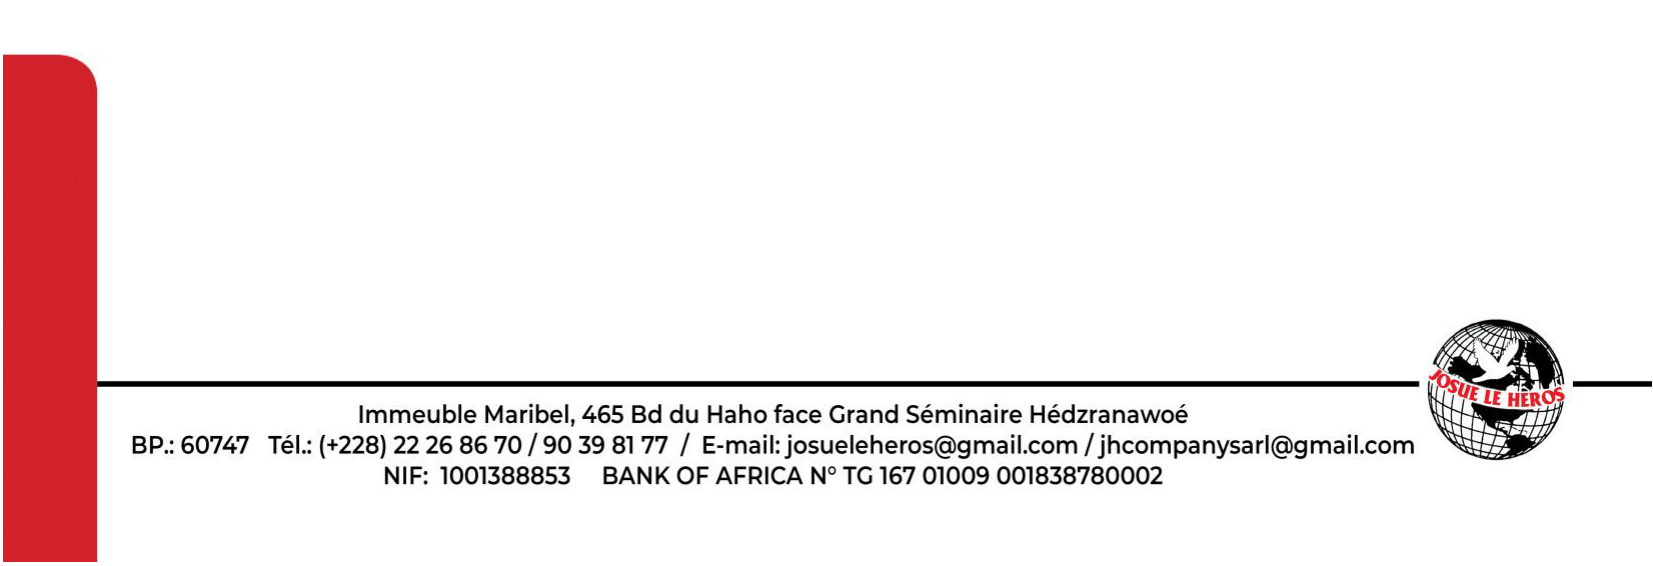 JOSUE LE HEROS
Immeuble Maribel, 465 Bd du Haho face Grand Séminaire Hédzranawoé
BP.: 60747 Tél.: (+228) 22 26 86 70 / 90 39 81 77 / E-mail: josueleheros@gmail.com / jhcompanysarl@gmail.com
NIF: 1001388853 BANK OF AFRICA N° TG 167 01009 001838780002